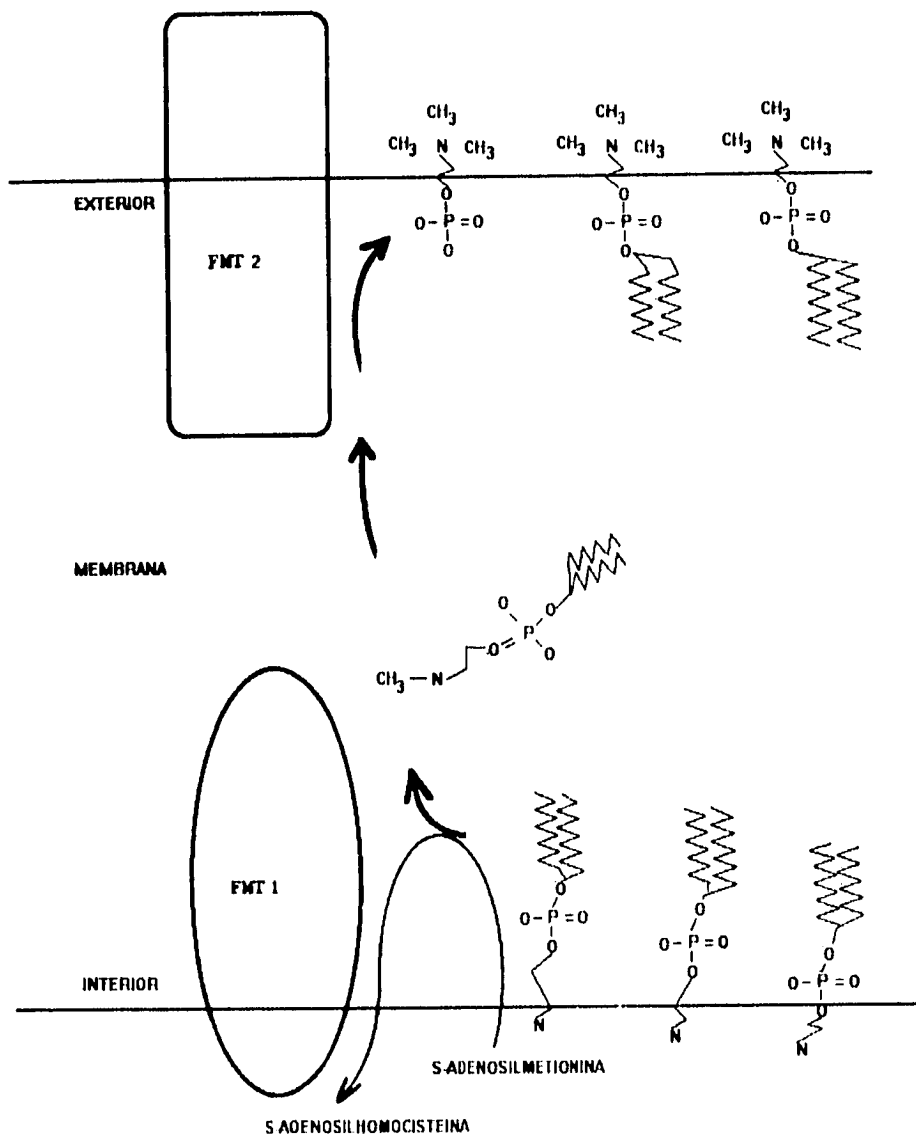 CH3 CH3 CH3
CH3 N CH3 CH3 N CH3 CH3 N CH3
EXTERIOR
O O O
O-P=O O-P=O O-P=O
O O O
FMT 2
MEMBRANA
O O
O P
O
CH3-N
FMT 1
O
O-P=O O O
O O-P=O
O O-P=O
INTERIOR
O
N N N
S-ADENOSILMETIONINA
S-ADENOSILHOMOCISTEINA